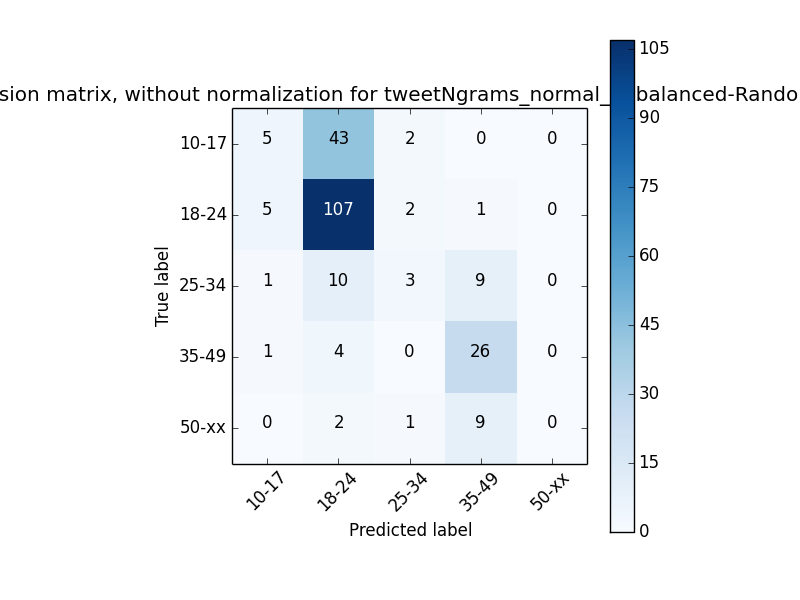 sion matrix, without normalization for tweetNgrams_normal_ balanced-Rando
105
90
75
60
45
30
15
0
10-17 5 43 2 0 0
18-24 5 107 2 1 0
25-34 1 10 3 9 0
35-49 1 4 0 26 0
50-xx 0 2 1 9 0
True label
10-17 18-24 25-34 35-49 50-xx
Predicted label